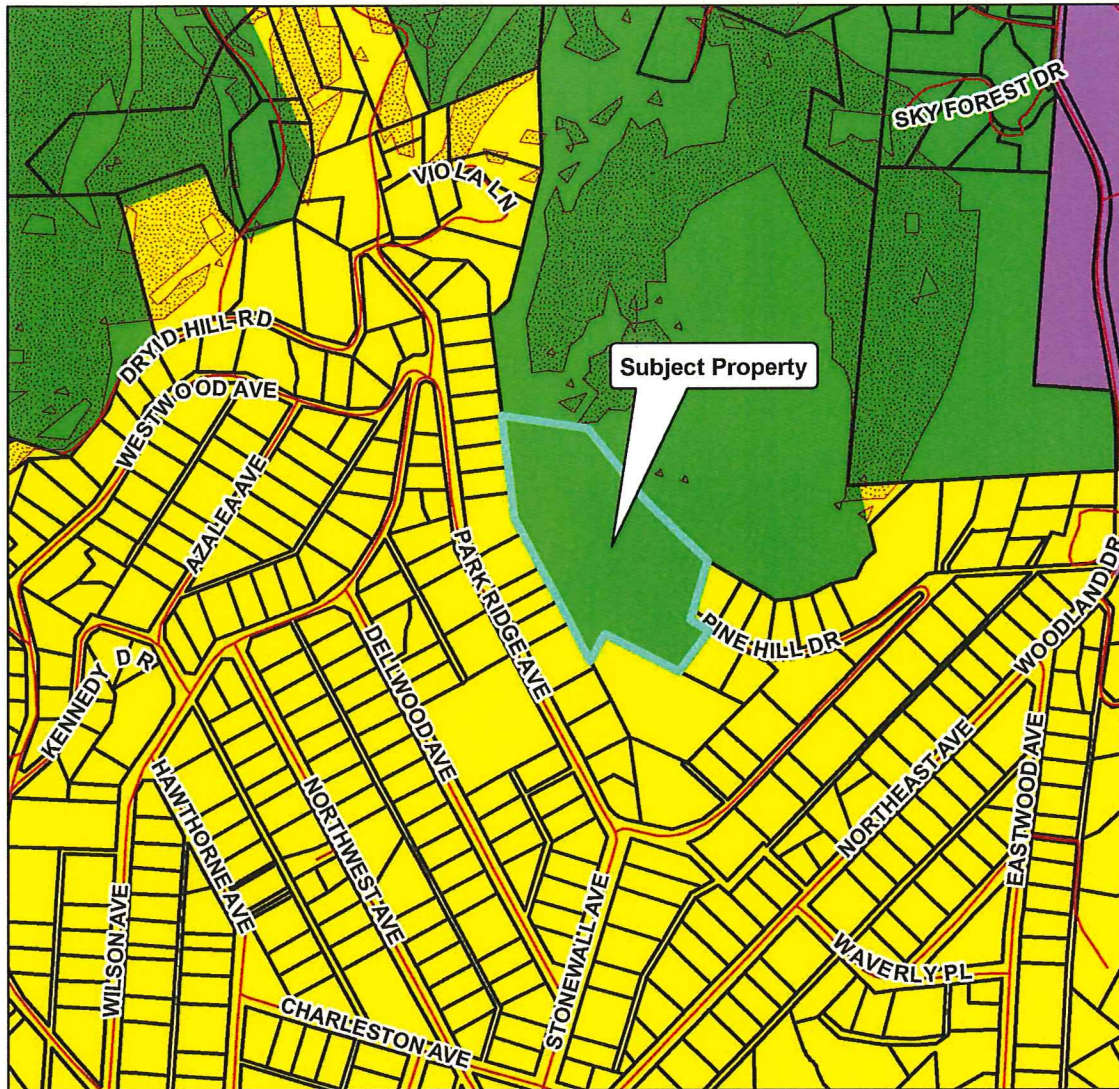 SKY FOREST DR
VIOLA LN
DRYID HILL RD
Subject Property
WESTWOOD AVE
AZALEA AVE
PARK RIDGE AVE
PINE HILL DR
WOODLAND DR
KENNEDY DR
DELLWOOD AVE
HAWTHORNE AVE
NORTHWEST AVE
NORTHEAST AVE
EASTWOOD AVE
WILSON AVE
STONEWALL AVE
WAVERLY PL
CHARLESTON AVE